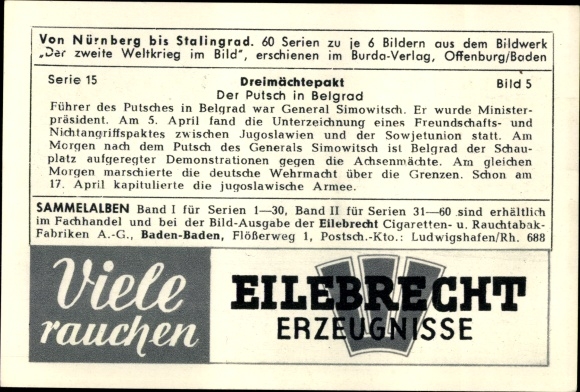 Von Nürnberg bis Stalingrad. 60 Serien zu je 6 Bildern aus dem Bildwerk
„Der zweite Weltkrieg im Bild", erschienen im Burda-Verlag, Offenburg/Baden
Serie 15 Dreimächtepakt Bild 5
Der Putsch in Belgrad
Führer des Putsches in Belgrad war General Simowitsch. Er wurde Minister-
präsident. Am 5. April fand die Unterzeichnung eines Freundschafts- und
Nichtangriffspaktes zwischen Jugoslawien und der Sowjetunion statt. Am
Morgen nach dem Putsch des Generals Simowitsch ist Belgrad der Schau-
platz aufgeregter Demonstrationen gegen die Achsenmächte. Am gleichen
Morgen marschierte die deutsche Wehrmacht über die Grenzen. Schon am
17. April kapitulierte die jugoslawische Armee.
SAMMELALBEN Band I für Serien 1—30, Band II für Serien 31—60 sind erhältlich
im Fachhandel und bei der Bild-Ausgabe der Eilebrecht Cigaretten- u. Rauchtabak-
Fabriken A.-G., Baden-Baden, Flößerweg 1, Postsch.-Kto.: Ludwigshafen/Rh. 688
Viele
rauchen
EILEBRECHT
ERZEUGNISSE